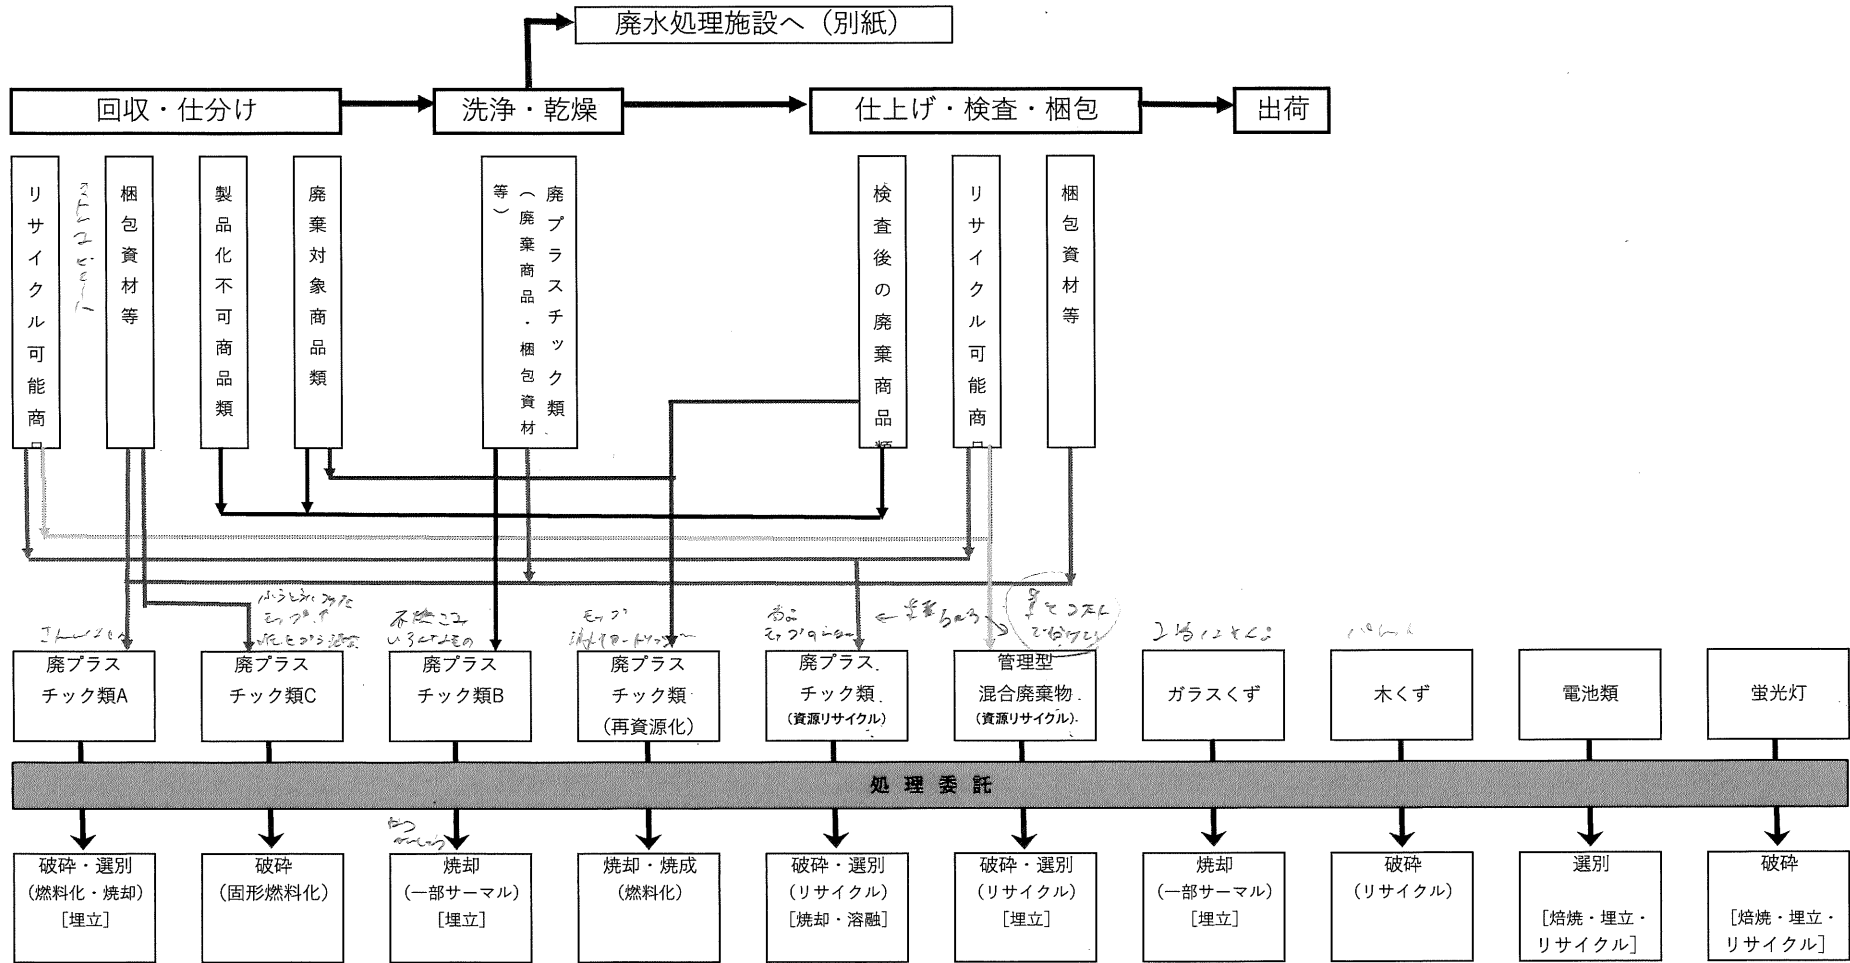 廃水処理施設へ（別紙）
回収・仕分け
洗浄・乾燥
仕上げ・検査・梱包
出荷
リサイクル可能商品
梱包資材等
製品化不可商品類
廃棄対象商品類
廃プラスチック類
（廃棄商品・梱包資材
等）
検査後の廃棄商品類
リサイクル可能商品
梱包資材等
廃プラス
チック類A
廃プラス
チック類C
廃プラス
チック類B
廃プラス
チック類
（再資源化）
廃プラス
チック類
（資源リサイクル）
管理型
混合廃棄物
（資源リサイクル）
ガラスくず
木くず
電池類
蛍光灯
処理委託
破砕・選別
（燃料化・焼却）
［埋立］
破砕
（固形燃料化）
焼却
（一部サーマル）
［埋立］
焼却・焼成
（燃料化）
破砕・選別
（リサイクル）
［焼却・溶融］
破砕・選別
（リサイクル）
［埋立］
焼却
（一部サーマル）
［埋立］
破砕
（リサイクル）
選別
［焙焼・埋立・
リサイクル］
破砕
［焙焼・埋立・
リサイクル］